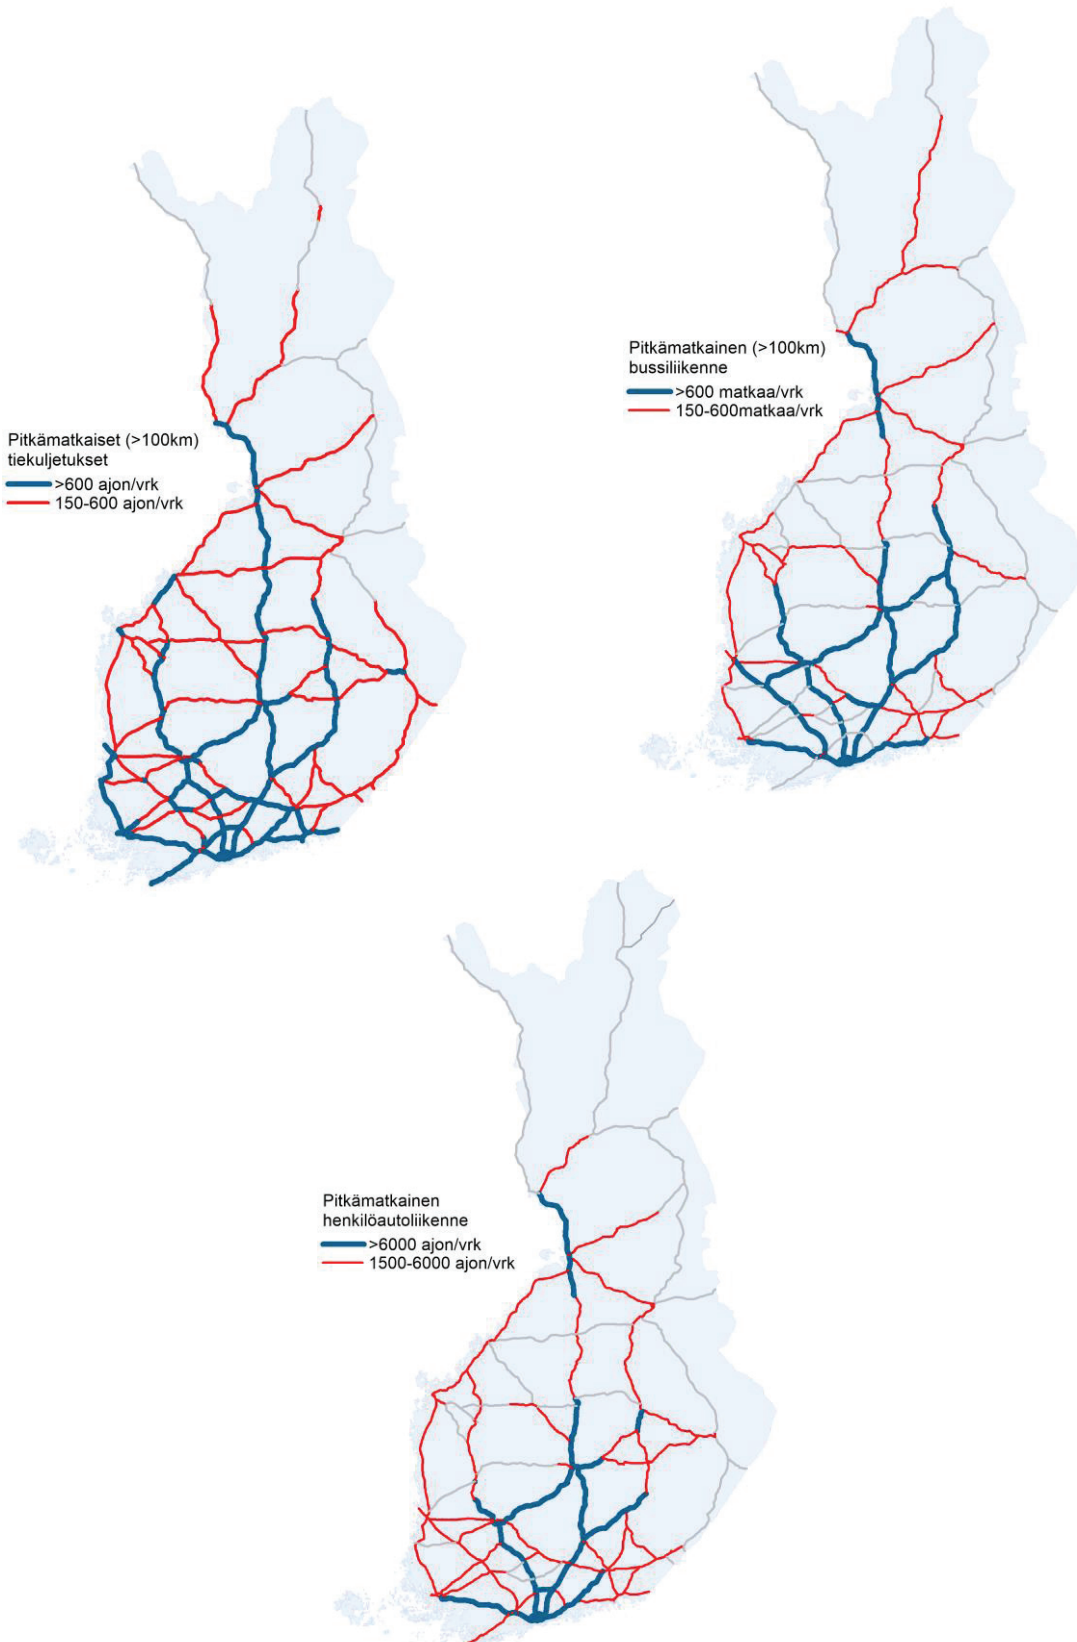 Pitkämatkaiset (>100km)
tiekuljetukset
>600 ajon/vrk
150-600 ajon/vrk
Pitkämatkainen (>100km)
bussiliikenne
>600 matkaa/vrk
150-600matkaa/vrk
Pitkämatkainen
henkilöautoliikenne
>6000 ajon/vrk
1500-6000 ajon/vrk